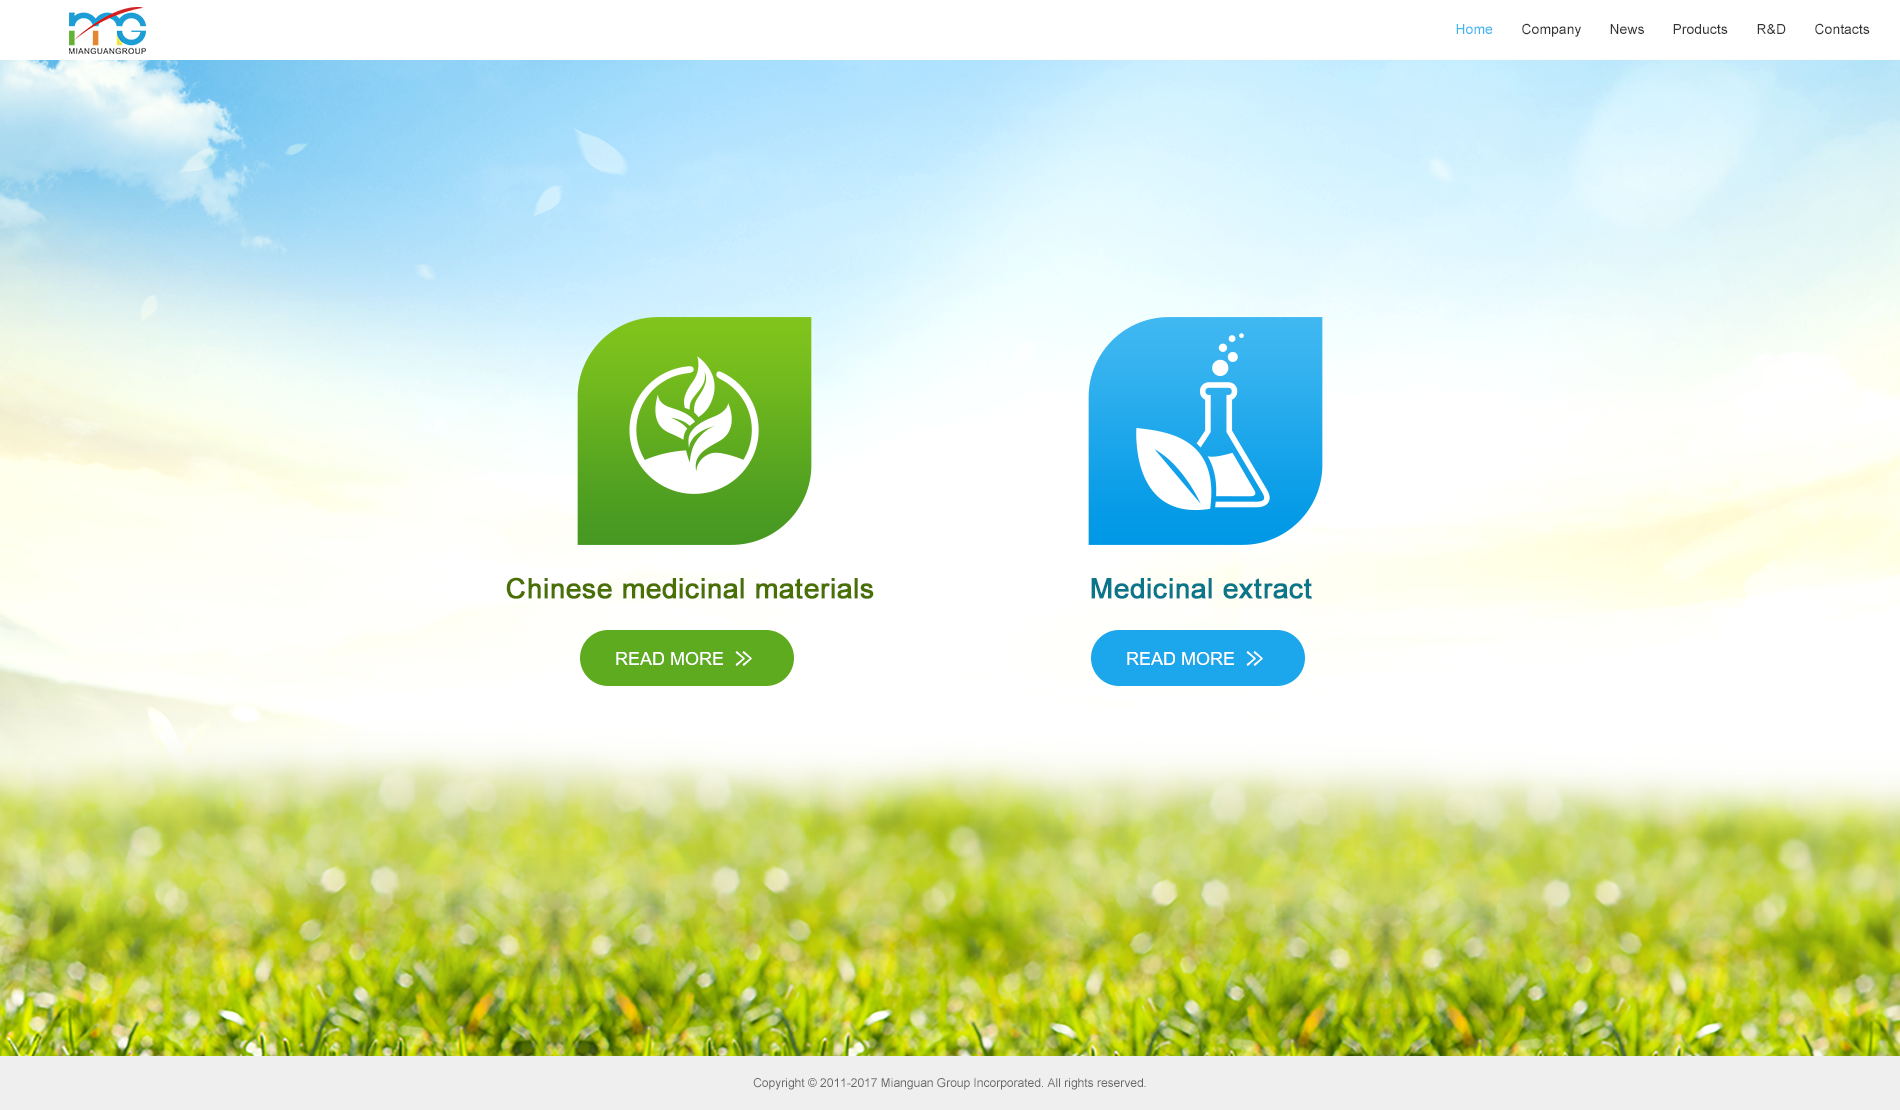 MIANGUANGROUP
Home Company News Products R&D Contacts
Chinese medicinal materials
Medicinal extract
READ MORE
READ MORE
Copyright © 2011-2017 Mianguan Group Incorporated. All rights reserved.